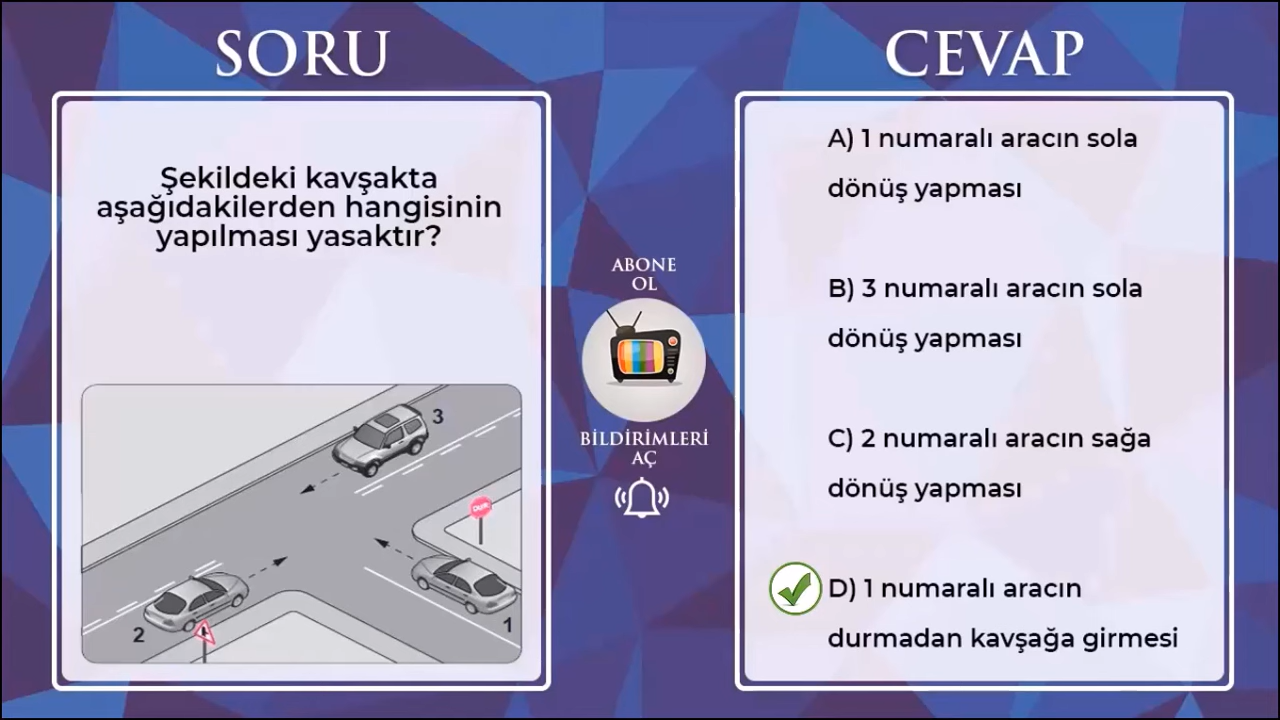 SORU
CEVAP
Şekildeki kavşakta
aşağıdakilerden hangisinin
yapılması yasaktır?
3
DUR
2
1
ABONE
OL
BİLDİRİMLERİ
AÇ
A) 1 numaralı aracın sola
dönüş yapması
B) 3 numaralı aracın sola
dönüş yapması
C) 2 numaralı aracın sağa
dönüş yapması
D) 1 numaralı aracın
durmadan kavşağa girmesi